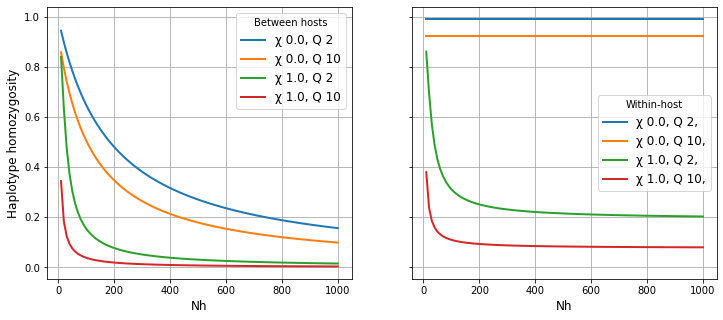 Haplotype homozygosity
1.0
0.8
0.6
0.4
0.2
0.0
Between hosts
χ 0.0, Q 2
χ 0.0, Q 10
χ 1.0, Q 2
χ 1.0, Q 10
0 200 400 600 800 1000
Nh
Within-host
χ 0.0, Q 2,
χ 0.0, Q 10,
χ 1.0, Q 2,
χ 1.0, Q 10,
0 200 400 600 800 1000
Nh